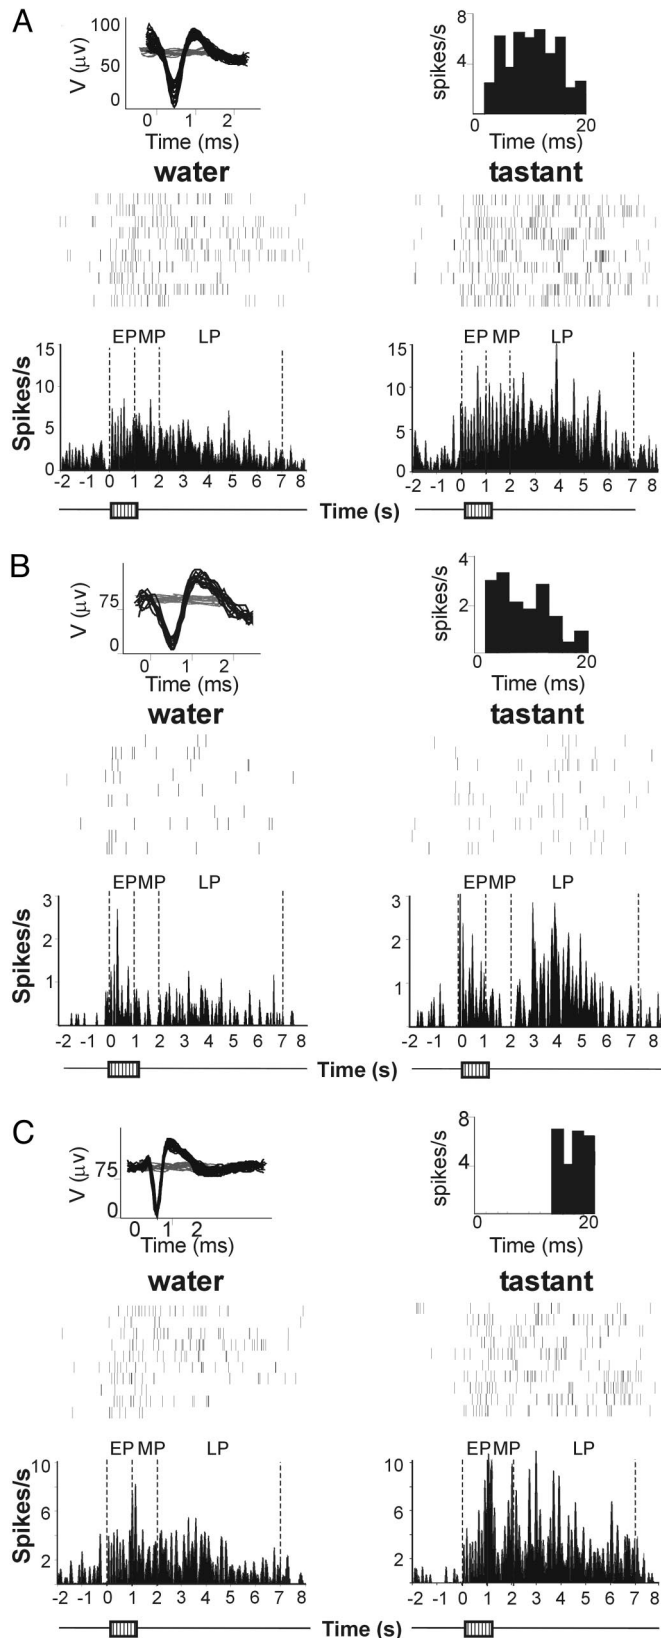 A
V (μv)
100
50
0
0 1 2
Time (ms)
spikes/s
8
4
0 20
Time (ms)
water
tastant
EP MP LP
EP MP LP
Spikes/s
15
10
5
0
-2 -1 0 1 2 3 4 5 6 7 8
15
10
5
0
-2 -1 0 1 2 3 4 5 6 7 8
Time (s)
B
V (μv)
75
0
0 1 2
Time (ms)
spikes/s
4
2
0 20
Time (ms)
water
tastant
EP MP LP
EP MP LP
Spikes/s
3
2
1
-2 -1 0 1 2 3 4 5 6 7 8
3
2
1
-2 -1 0 1 2 3 4 5 6 7 8
Time (s)
C
V (μv)
75
0
0 1 2
Time (ms)
spikes/s
8
4
0 20
Time (ms)
water
tastant
EP MP LP
EP MP LP
Spikes/s
10
6
2
-2 -1 0 1 2 3 4 5 6 7 8
10
6
2
-2 -1 0 1 2 3 4 5 6 7 8
Time (s)